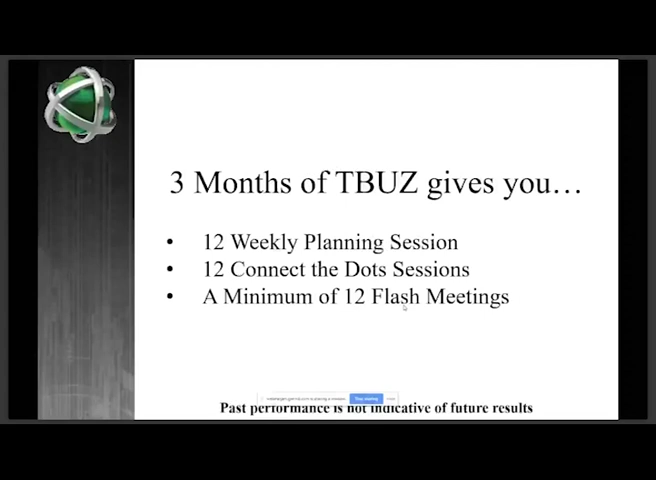 3 Months of TBUZ gives you…
• 12 Weekly Planning Session
• 12 Connect the Dots Sessions
• A Minimum of 12 Flash Meetings
Past performance is not indicative of future results